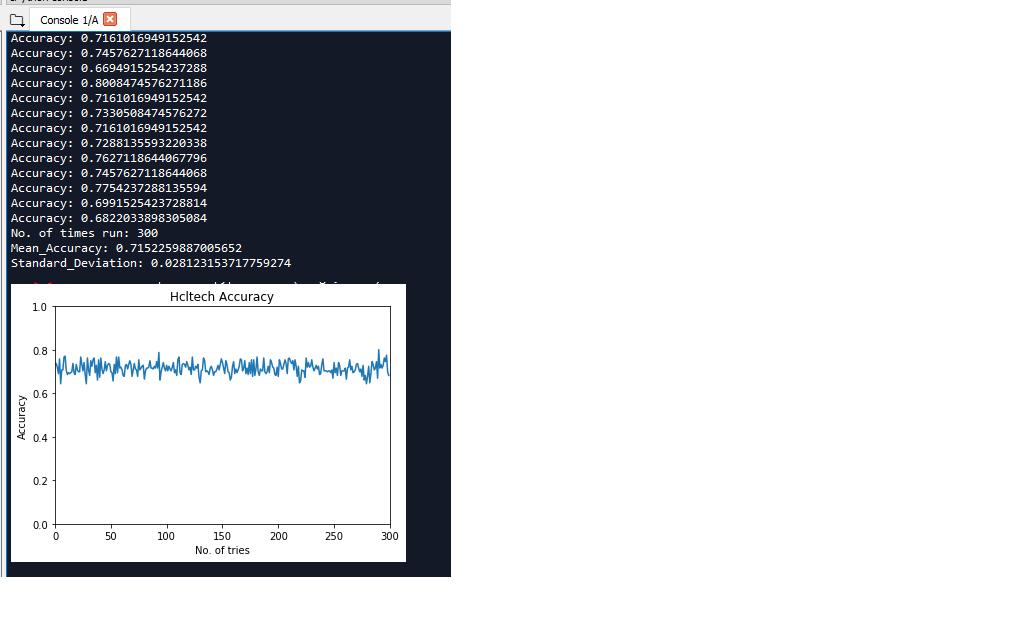 Console 1/A
Accuracy: 0.7161016949152542
Accuracy: 0.7457627118644068
Accuracy: 0.6694915254237288
Accuracy: 0.8008474576271186
Accuracy: 0.7161016949152542
Accuracy: 0.7330508474576272
Accuracy: 0.7161016949152542
Accuracy: 0.7288135593220338
Accuracy: 0.7627118644067796
Accuracy: 0.7457627118644068
Accuracy: 0.7754237288135594
Accuracy: 0.6991525423728814
Accuracy: 0.6822033898305084
No. of times run: 300
Mean_Accuracy: 0.7152259887005652
Standard_Deviation: 0.028123153717759274
Hcltech Accuracy
1.0
0.8
0.6
0.4
0.2
0.0
Accuracy
0 50 100 150 200 250 300
No. of tries